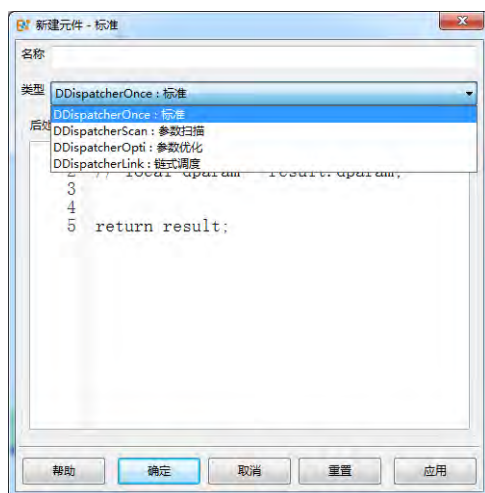 新建元件 - 标准
名称
类型 DDispatcherOnce : 标准
DDispatcherOnce : 标准
DDispatcherScan : 参数扫描
DDispatcherOpti : 参数优化
DDispatcherLink : 链式调度
后处
2 // local dparam result.dparam;
3
4
5 return result;
帮助 确定 取消 重置 应用